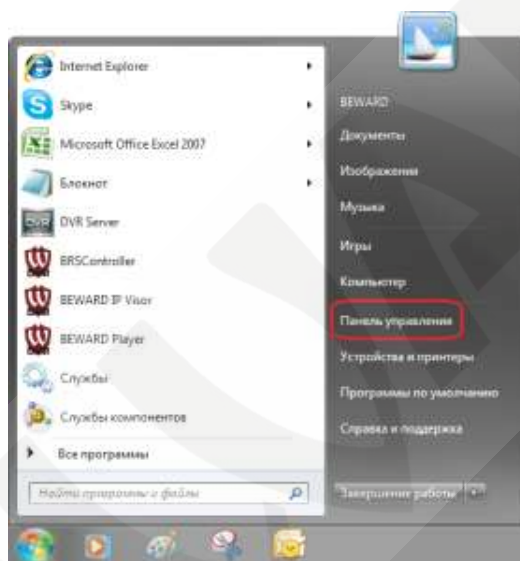 Internet Explorer
Skype
Microsoft Office Excel 2007
Блокнот
DVR Server
BRSController
BEWARD IP Visor
BEWARD Player
Службы
Службы компонентов
Все программы
Найти программы и файлы
BEWARD
Документы
Изображения
Музыка
Игры
Компьютер
Панель управления
Устройства и принтеры
Программы по умолчанию
Справка и поддержка
Завершение работы